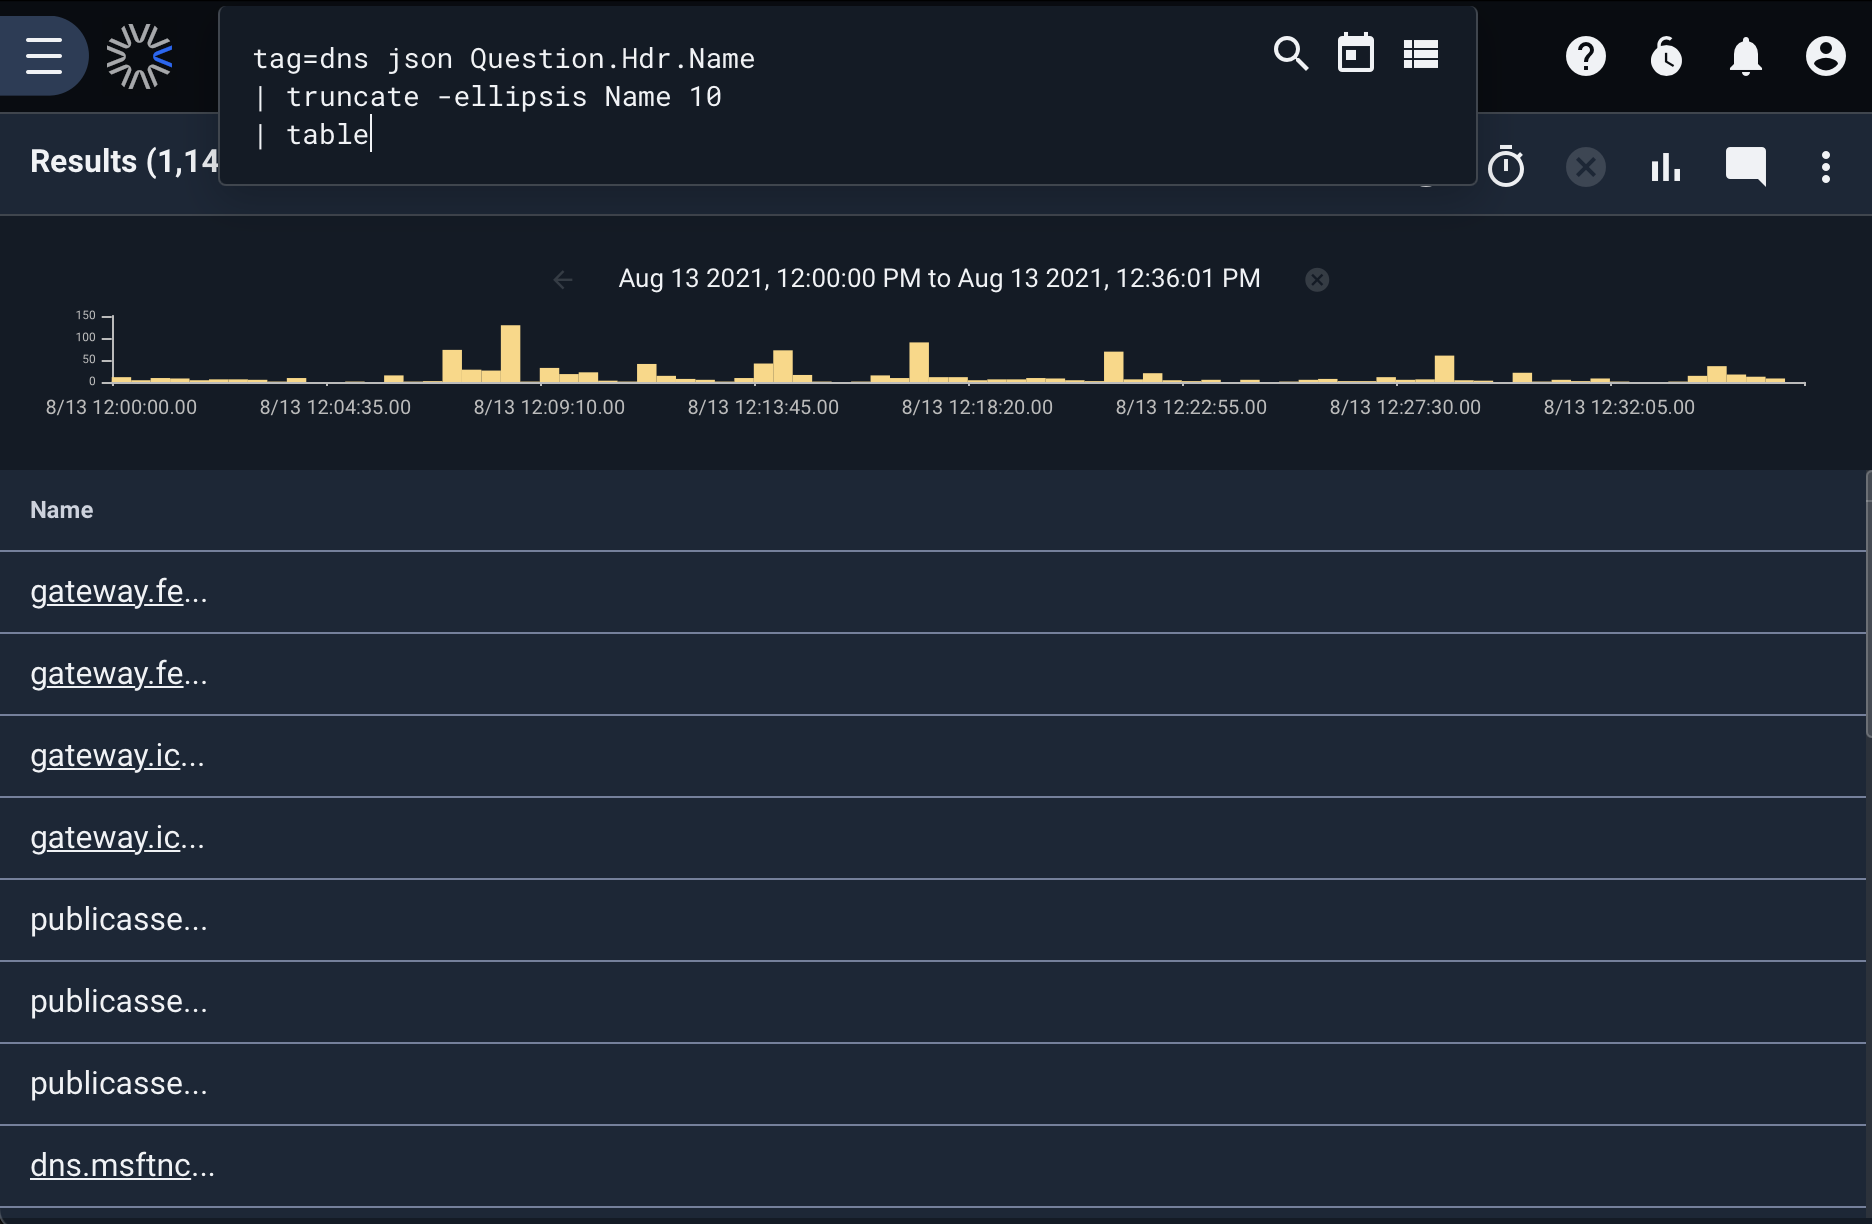 tag=dns json Question.Hdr.Name
| truncate -ellipsis Name 10
| table
Results (1,14
Aug 13 2021, 12:00:00 PM to Aug 13 2021, 12:36:01 PM
150
100
50
0
8/13 12:00:00.00 8/13 12:04:35.00 8/13 12:09:10.00 8/13 12:13:45.00 8/13 12:18:20.00 8/13 12:22:55.00 8/13 12:27:30.00 8/13 12:32:05.00
Name
gateway.fe...
gateway.fe...
gateway.ic...
gateway.ic...
publicasse...
publicasse...
publicasse...
dns.msftnc...